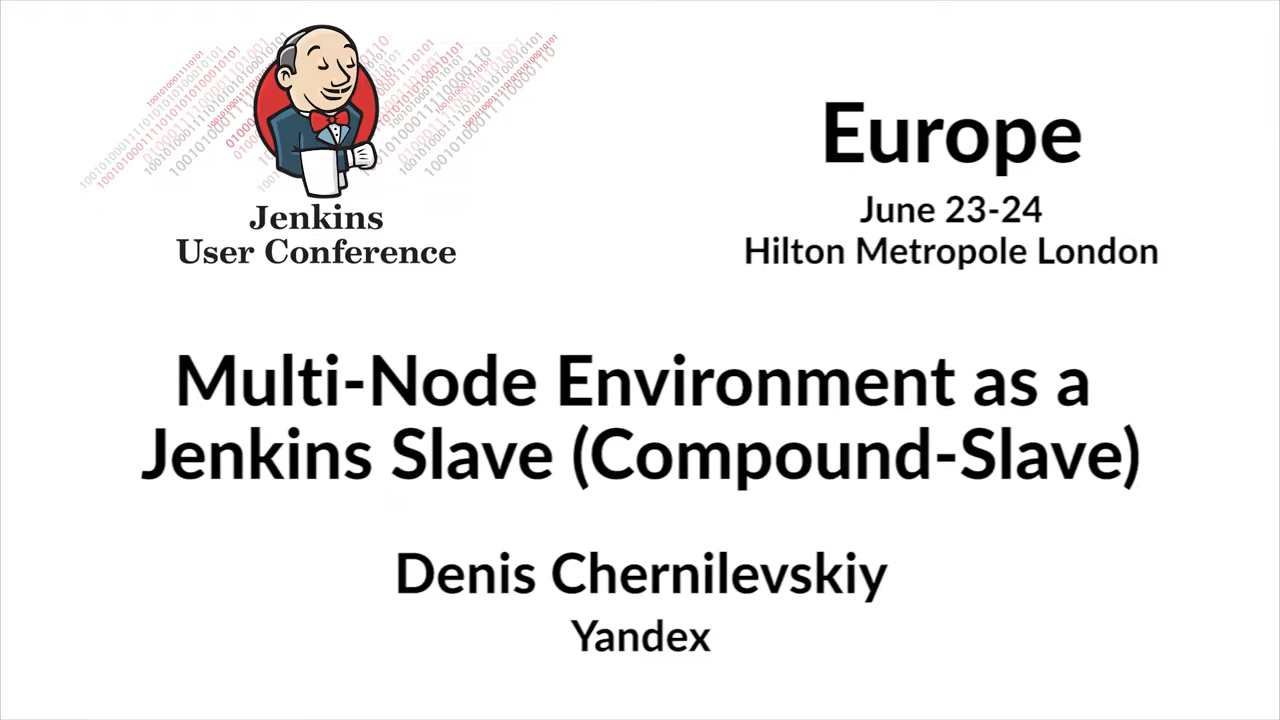 Jenkins
User Conference
Europe
June 23-24
Hilton Metropole London
Multi-Node Environment as a
Jenkins Slave (Compound-Slave)
Denis Chernilevskiy
Yandex